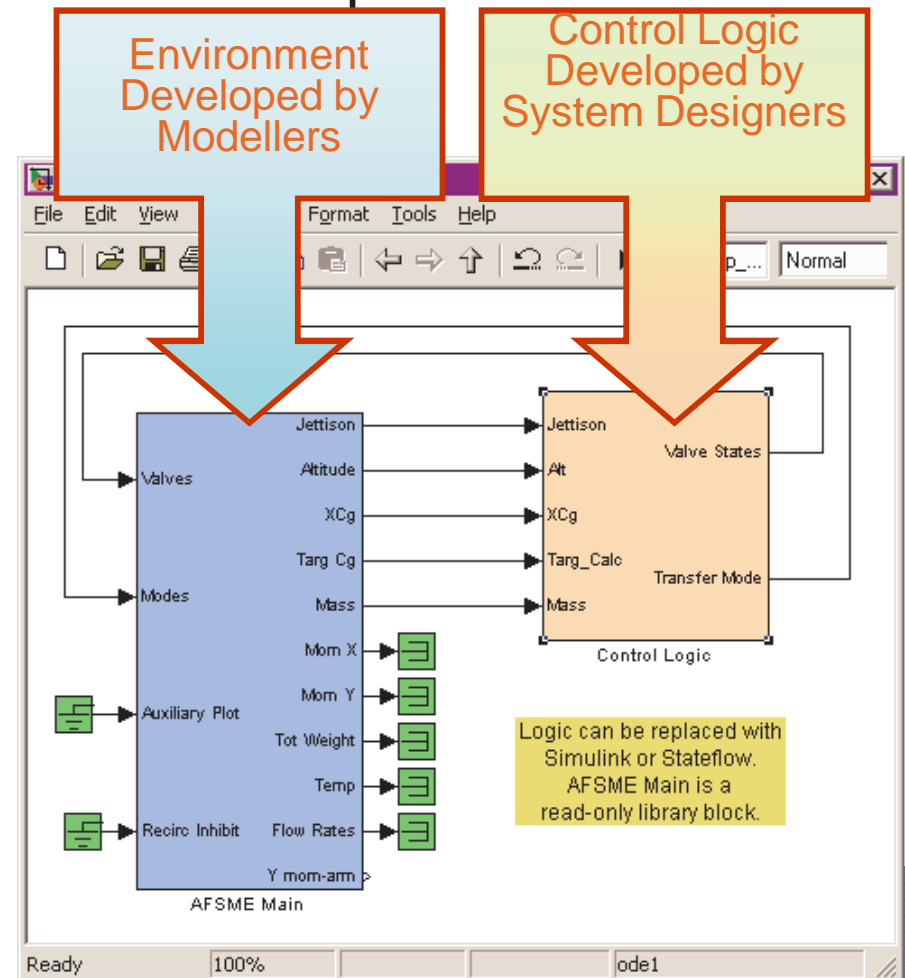 Environment
Developed by
Modellers
Control Logic
Developed by
System Designers
File Edit View Format Tools Help
p_... Normal
Jettison
Altitude
XCg
Targ Cg
Mass
Mom X
Mom Y
Tot Weight
Temp
Flow Rates
Y mom-arm
Valves
Modes
Auxiliary Plot
Recirc Inhibit
AFSME Main
Jettison
Alt
XCg
Targ_Calc
Mass
Valve States
Transfer Mode
Control Logic
Logic can be replaced with
Simulink or Stateflow.
AFSME Main is a
read-only library block.
Ready 100% ode1